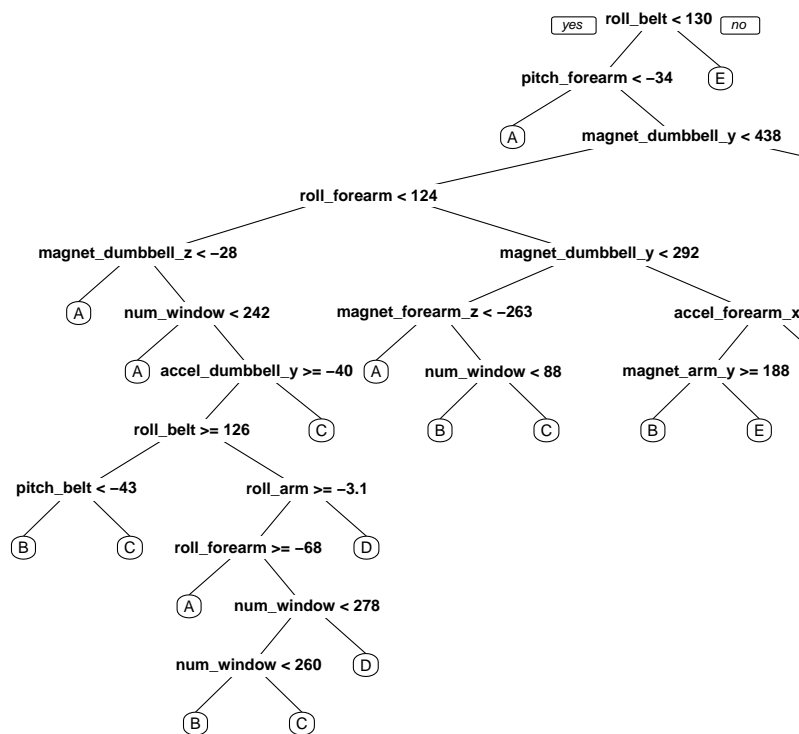 yes roll_belt < 130 no
pitch_forearm < −34 E
A magnet_dumbbell_y < 438
roll_forearm < 124
magnet_dumbbell_z < −28 magnet_dumbbell_y < 292
A num_window < 242 magnet_forearm_z < −263 accel_forearm_x
A accel_dumbbell_y >= −40 A num_window < 88 magnet_arm_y >= 188
roll_belt >= 126 C B C B E
pitch_belt < −43 roll_arm >= −3.1
B C roll_forearm >= −68 D
A num_window < 278
num_window < 260 D
B C